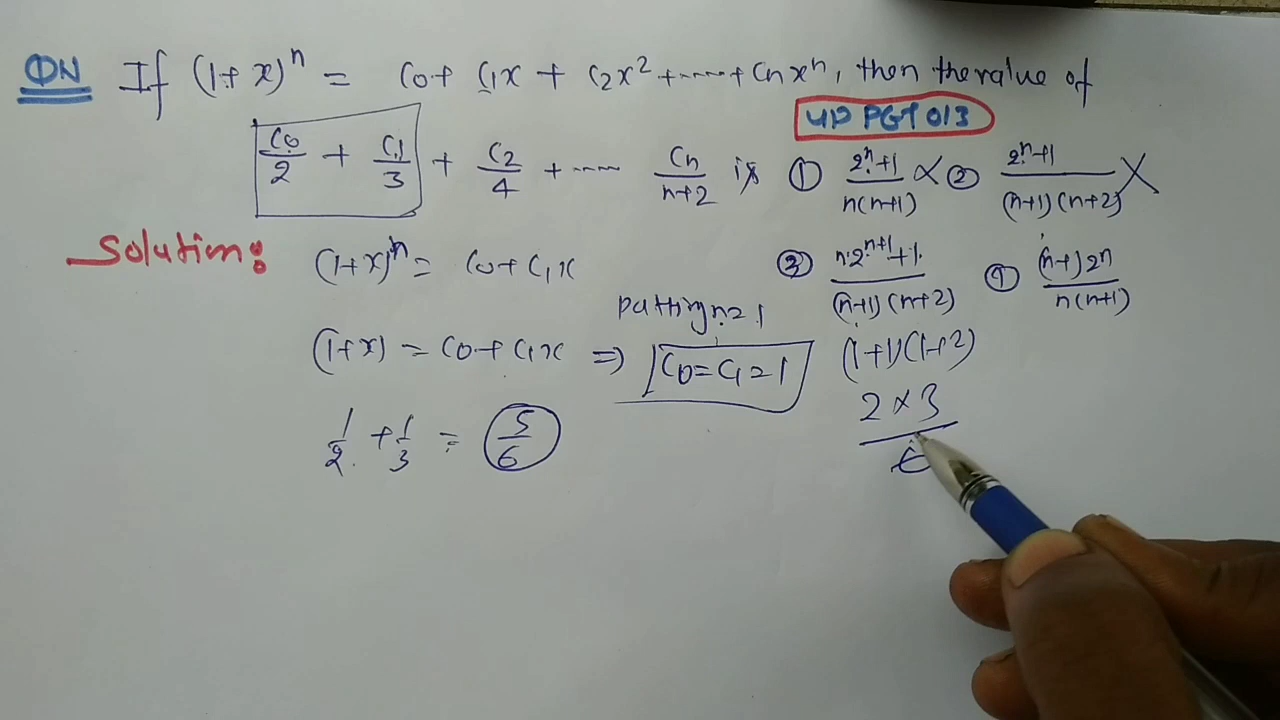 QN If (1+x)^n = C0+ C1x + C2x² + ...... + Cnx^n, then the value of
UP PGT 013
C0/2 + C1/3 + C2/4 + ...... Cn/n+2 is ① 2^n+1/n(n+1) × ② 2^n+1/(n+1)(n+2) ×
Solution: (1+x)^n = C0+C1x ③ n.2^n+1+1/(n+1)(n+2) ④ (n+1)2^n/n(n+1)
putting n=1
(1+x) = C0+C1x ⇒ C0=C1=1 (1+1)(1+2)
2×3
1/2 + 1/3 = 5/6 6